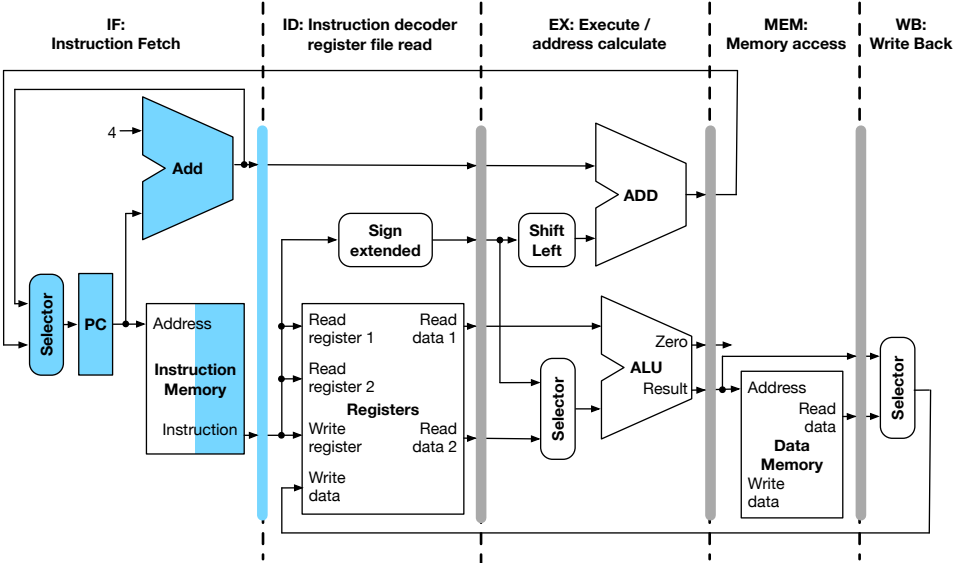 IF:
Instruction Fetch
ID: Instruction decoder
register file read
EX: Execute /
address calculate
MEM:
Memory access
WB:
Write Back
4
Add
ADD
Sign
extended
Shift
Left
Selector
PC
Address
Instruction
Memory
Instruction
Read
register 1
Read
data 1
Read
register 2
Registers
Write
register
Read
data 2
Write
data
Selector
Zero
ALU
Result
Address
Read
data
Data
Memory
Write
data
Selector